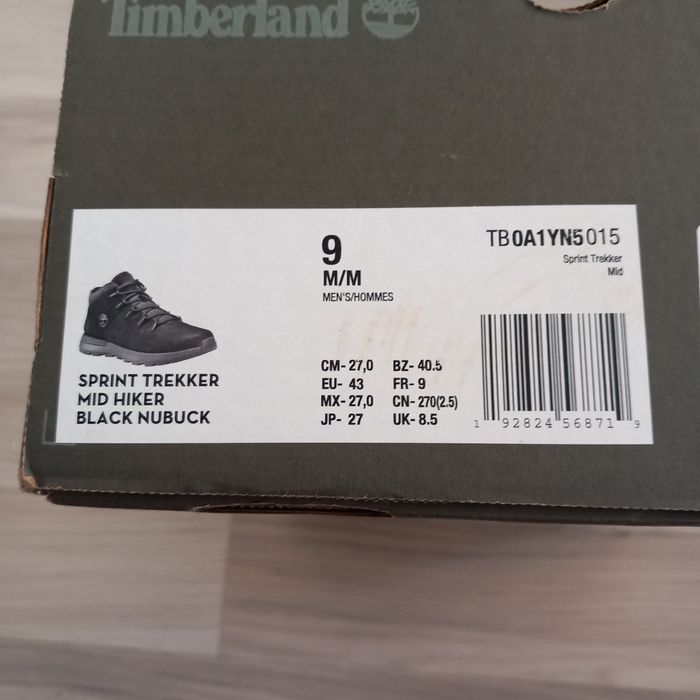 Timberland
9
M/M
MEN'S/HOMMES
TB0A1YN5015
Sprint Trekker
Mid
SPRINT TREKKER
MID HIKER
BLACK NUBUCK
CM- 27,0 BZ- 40.5
EU- 43 FR- 9
MX- 27,0 CN- 270(2.5)
JP- 27 UK- 8.5
1 92824 56871 9